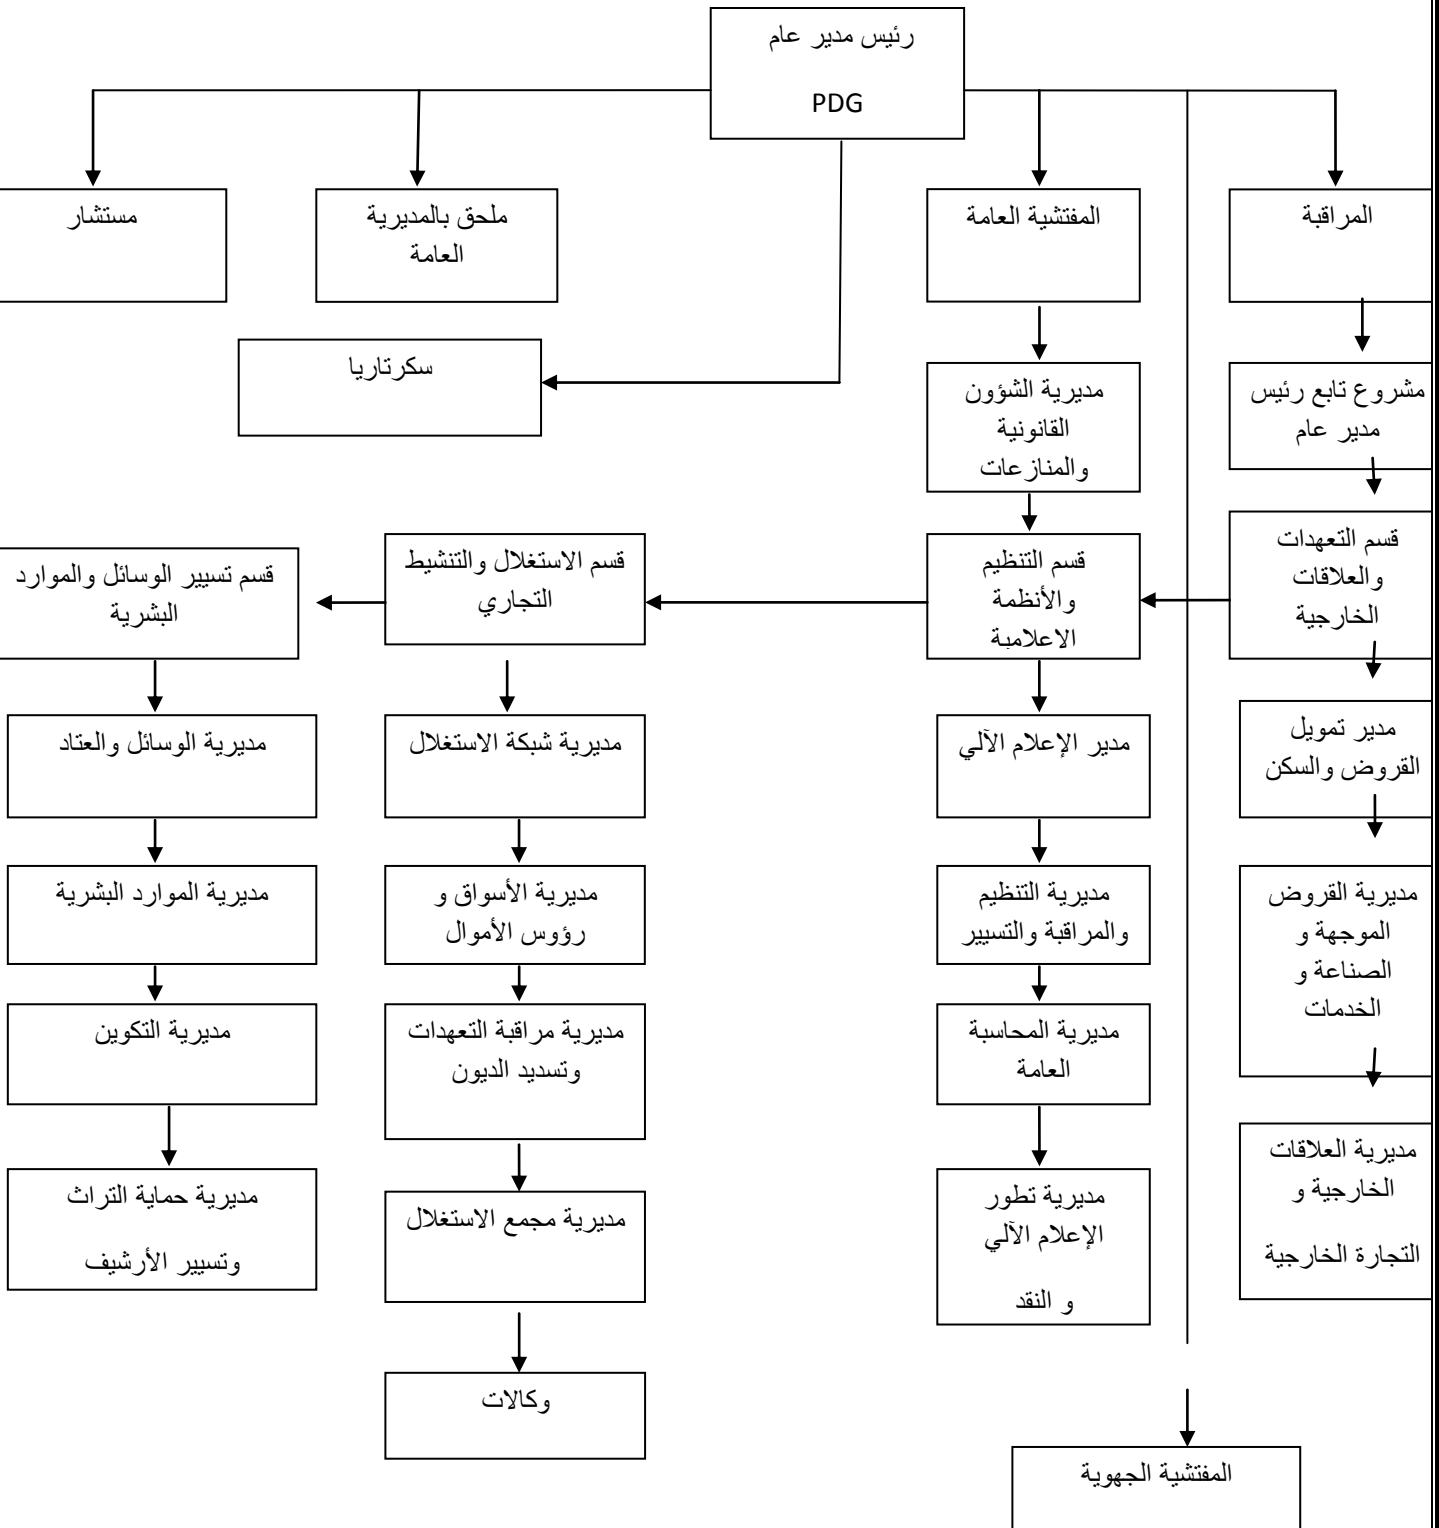 رئيس مدير عام
PDG
المراقبة
المفتشية العامة
ملحق بالمديرية
العامة
مستشار
سكرتاريا
مشروع تابع رئيس
مدير عام
مديرية الشؤون
القانونية
والمنازعات
قسم التعهدات
والعلاقات
الخارجية
قسم التنظيم
والأنظمة
الاعلامية
قسم الاستغلال والتنشيط
التجاري
قسم تسيير الوسائل والموارد
البشرية
مدير تمويل
القروض والسكن
مدير الإعلام الآلي
مديرية شبكة الاستغلال
مديرية الوسائل والعتاد
مديرية القروض
الموجهة و
الصناعة و
الخدمات
مديرية التنظيم
والمراقبة والتسيير
مديرية الأسواق و
رؤوس الأموال
مديرية الموارد البشرية
مديرية المحاسبة
العامة
مديرية مراقبة التعهدات
وتسديد الديون
مديرية التكوين
مديرية العلاقات
الخارجية و
التجارة الخارجية
مديرية تطور
الإعلام الآلي
و النقد
مديرية مجمع الاستغلال
مديرية حماية التراث
وتسيير الأرشيف
وكالات
المفتشية الجهوية